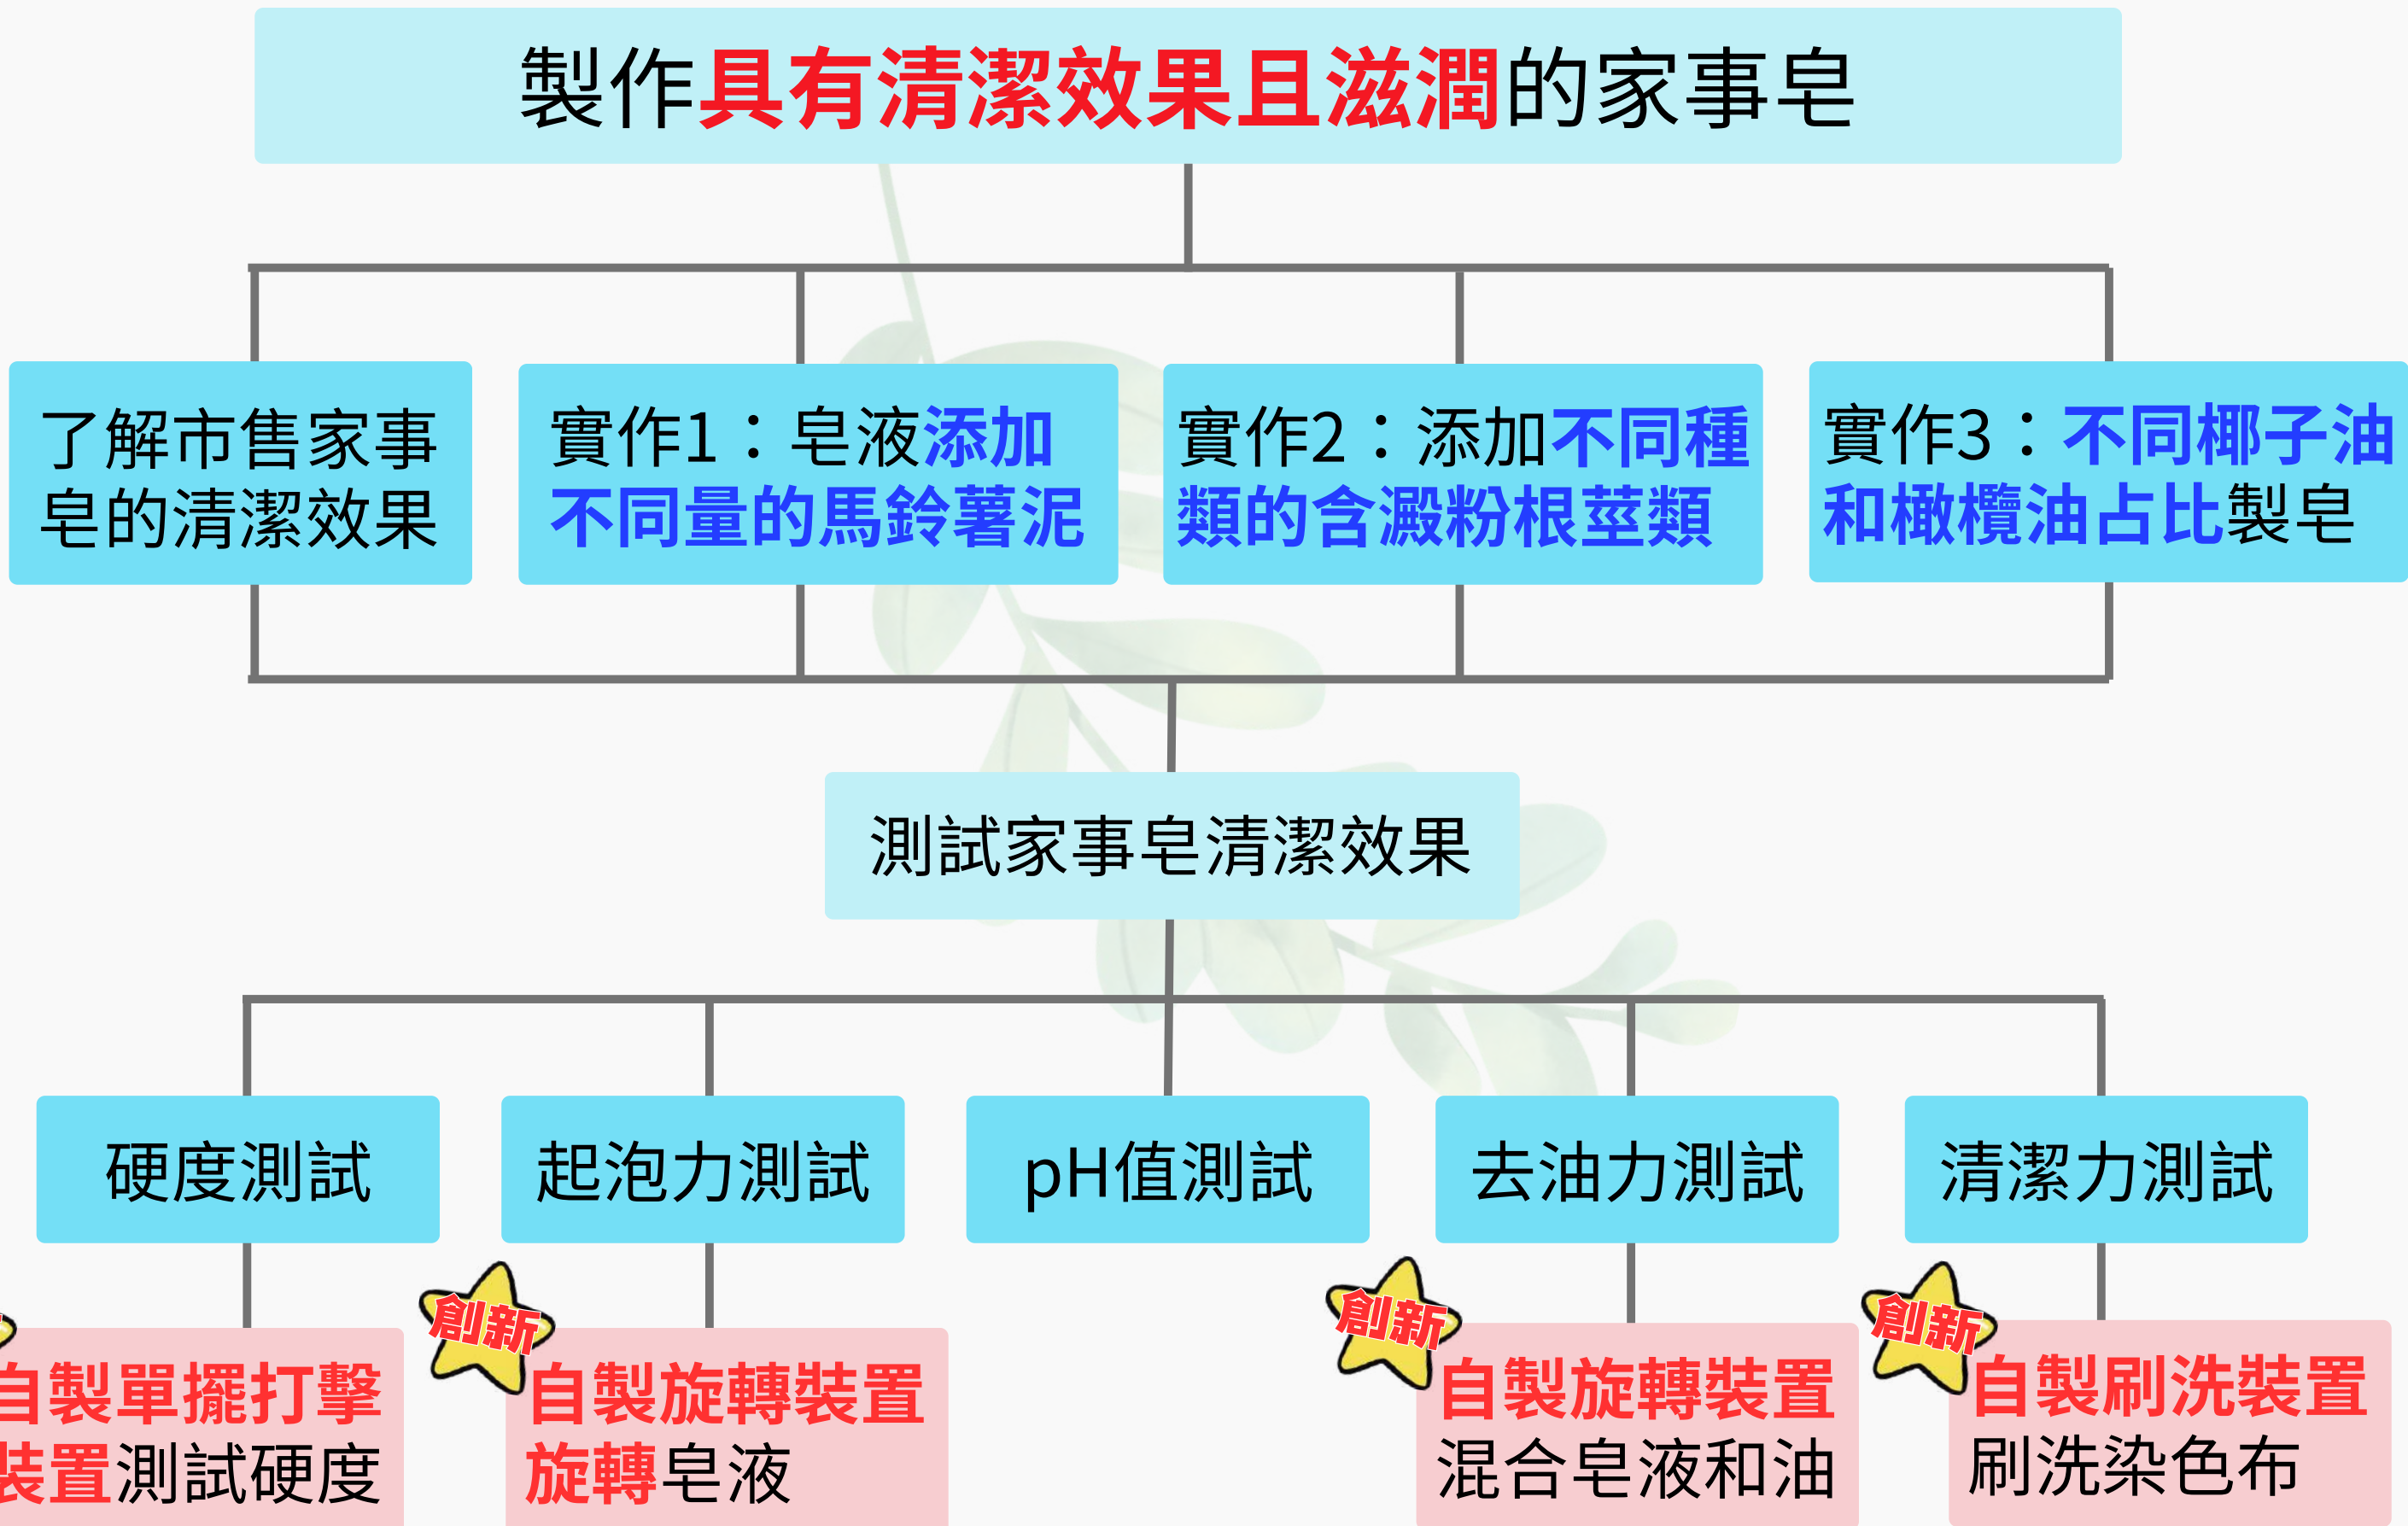 製作具有清潔效果且滋潤的家事皂
了解市售家事
皂的清潔效果
實作1：皂液添加
不同量的馬鈴薯泥
實作2：添加不同種
類的含澱粉根莖類
實作3：不同椰子油
和橄欖油占比製皂
測試家事皂清潔效果
硬度測試
起泡力測試
pH值測試
去油力測試
清潔力測試
自製單擺打擊
裝置測試硬度
創新
自製旋轉裝置
旋轉皂液
創新
自製旋轉裝置
混合皂液和油
創新
自製刷洗裝置
刷洗染色布